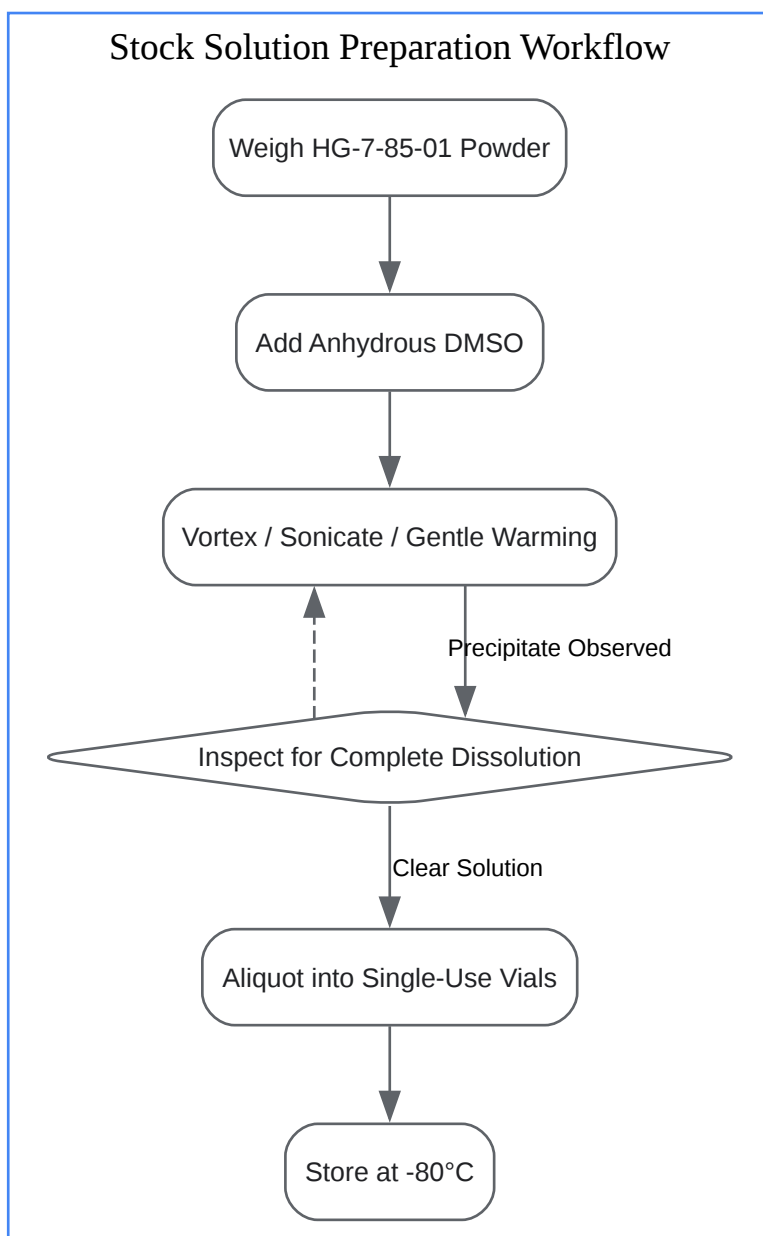 Stock Solution Preparation Workflow
Weigh HG-7-85-01 Powder
Add Anhydrous DMSO
Vortex / Sonicate / Gentle Warming
Precipitate Observed
Inspect for Complete Dissolution
Clear Solution
Aliquot into Single-Use Vials
Store at -80°C